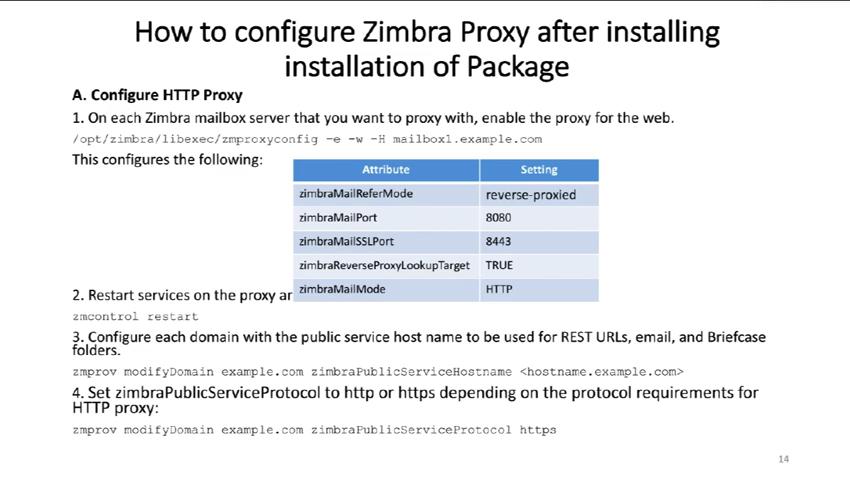 How to configure Zimbra Proxy after installing
installation of Package
A. Configure HTTP Proxy
1. On each Zimbra mailbox server that you want to proxy with, enable the proxy for the web.
/opt/zimbra/libexec/zmproxyconfig -e -w -H mailbox1.example.com
This configures the following:
Attribute Setting
zimbraMailReferMode reverse-proxied
zimbraMailPort 8080
zimbraMailSSLPort 8443
zimbraReverseProxyLookupTarget TRUE
zimbraMailMode HTTP
2. Restart services on the proxy
zmcontrol restart
3. Configure each domain with the public service host name to be used for REST URLs, email, and Briefcase
folders.
zmprov modifyDomain example.com zimbraPublicServiceHostname <hostname.example.com>
4. Set zimbraPublicServiceProtocol to http or https depending on the protocol requirements for
HTTP proxy:
zmprov modifyDomain example.com zimbraPublicServiceProtocol https
14